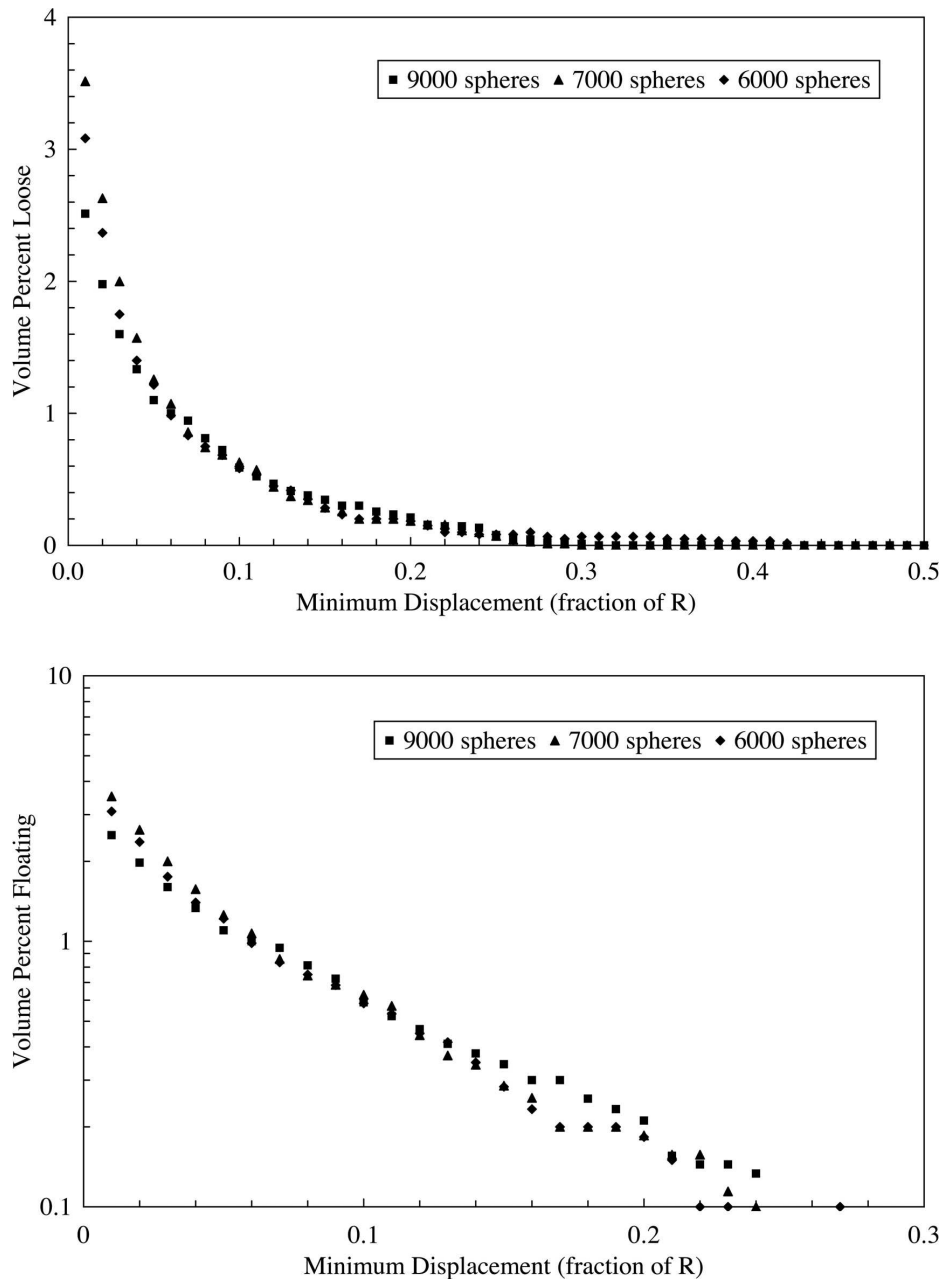 4
9000 spheres 7000 spheres 6000 spheres
3
Volume Percent Loose
2
1
0
0.0 0.1 0.2 0.3 0.4 0.5
Minimum Displacement (fraction of R)
10
9000 spheres 7000 spheres 6000 spheres
Volume Percent Floating
1
0.1
0 0.1 0.2 0.3
Minimum Displacement (fraction of R)